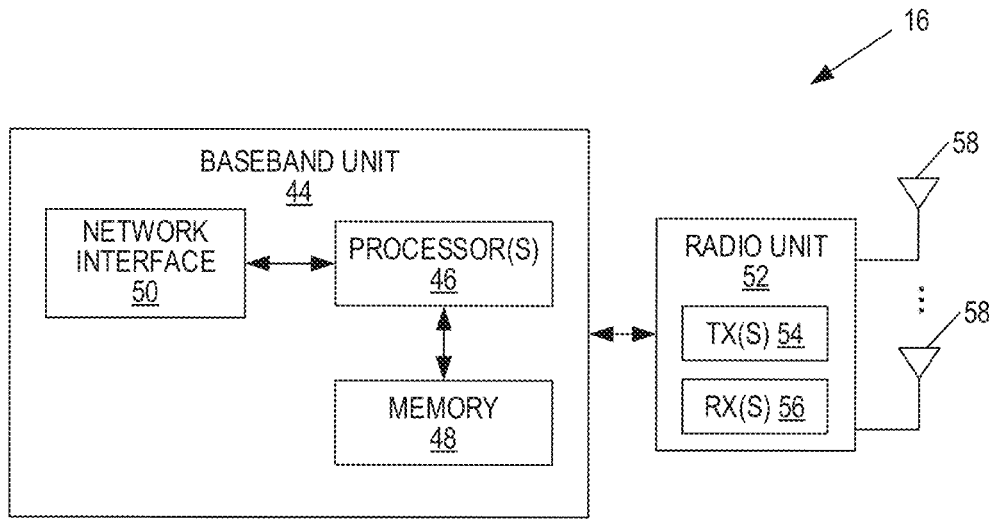 16
BASEBAND UNIT
44
NETWORK
INTERFACE
50
PROCESSOR(S)
46
MEMORY
48
RADIO UNIT
52
TX(S) 54
RX(S) 56
58
58